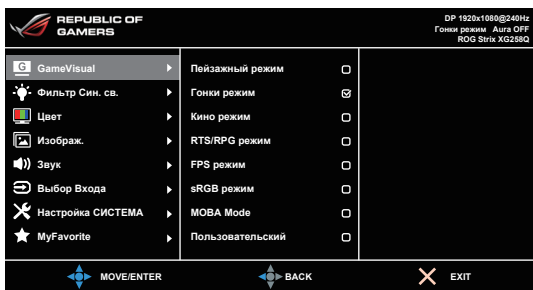 REPUBLIC OF
GAMERS
DP 1920x1080@240Hz
Гонки режим Aura OFF
ROG Strix XG258Q
G GameVisual
Фильтр Син. св.
Цвет
Изображ.
Звук
Выбор Входа
Настройка СИСТЕМА
MyFavorite
Пейзажный режим
Гонки режим
Кино режим
RTS/RPG режим
FPS режим
sRGB режим
MOBA Mode
Пользовательский
MOVE/ENTER
BACK
EXIT